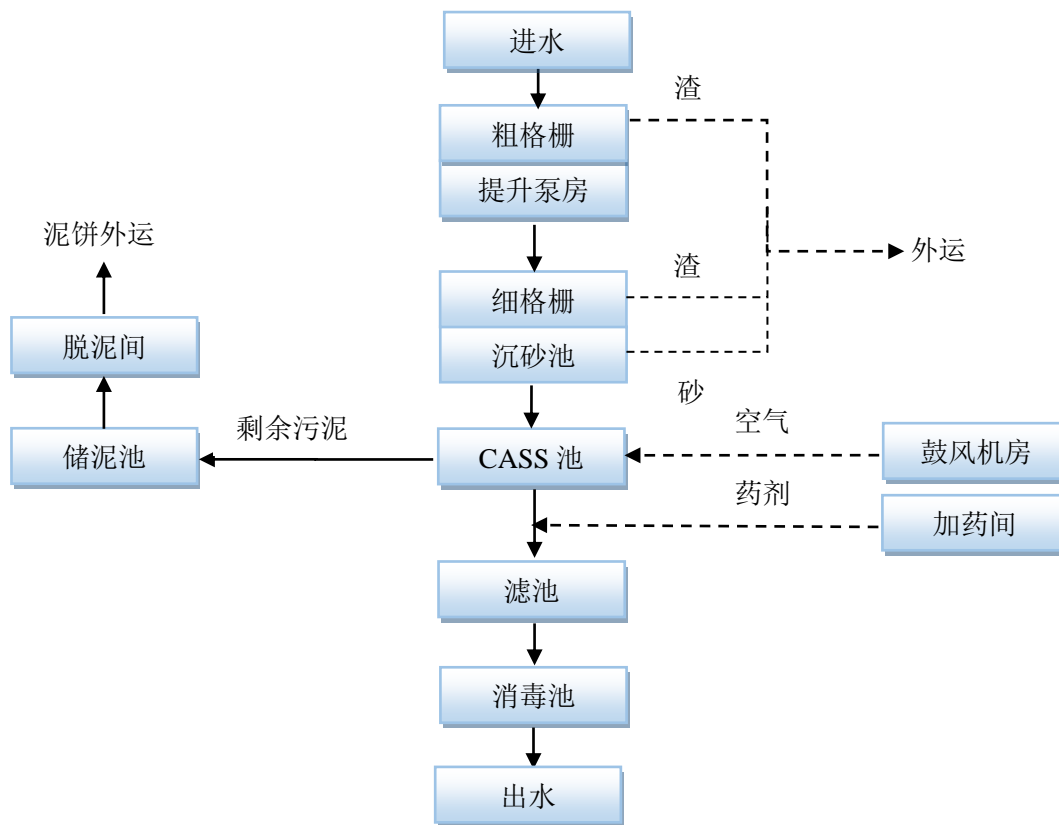 进水
渣
粗格栅
提升泵房
泥饼外运
外运
渣
细格栅
脱泥间
沉砂池
砂
空气
剩余污泥
储泥池
CASS 池
鼓风机房
药剂
加药间
滤池
消毒池
出水